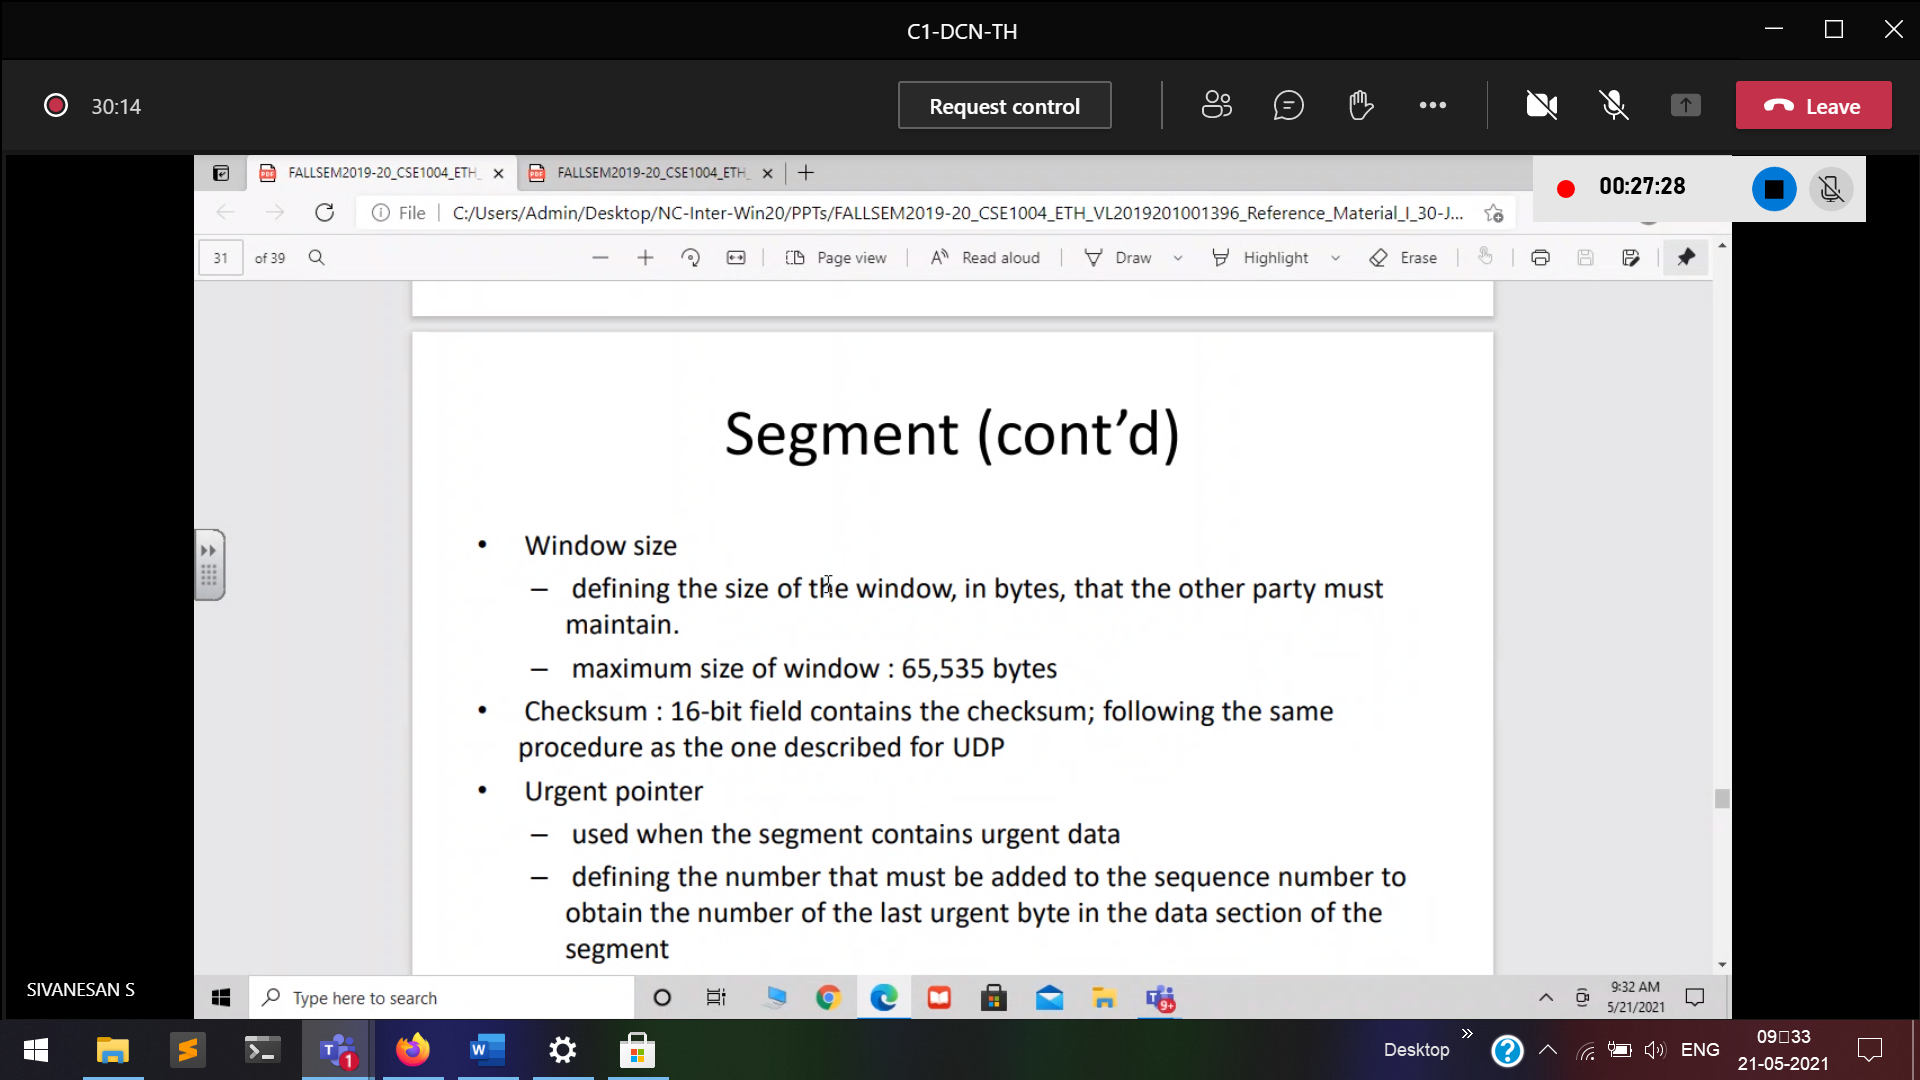 C1-DCN-TH
30:14
Request control
Leave
FALLSEM2019-20_CSE1004_ETH_
FALLSEM2019-20_CSE1004_ETH_
00:27:28
File
C:/Users/Admin/Desktop/NC-Inter-Win20/PPTs/FALLSEM2019-20_CSE1004_ETH_VL2019201001396_Reference_Material_I_30-J...
31 of 39
Page view
Read aloud
Draw
Highlight
Erase
Segment (cont’d)
• Window size
– defining the size of the window, in bytes, that the other party must
maintain.
– maximum size of window : 65,535 bytes
• Checksum : 16-bit field contains the checksum; following the same
procedure as the one described for UDP
• Urgent pointer
– used when the segment contains urgent data
– defining the number that must be added to the sequence number to
obtain the number of the last urgent byte in the data section of the
segment
SIVANESAN S
Type here to search
9+
9:32 AM
5/21/2021
1
Desktop
ENG
09□33
21-05-2021